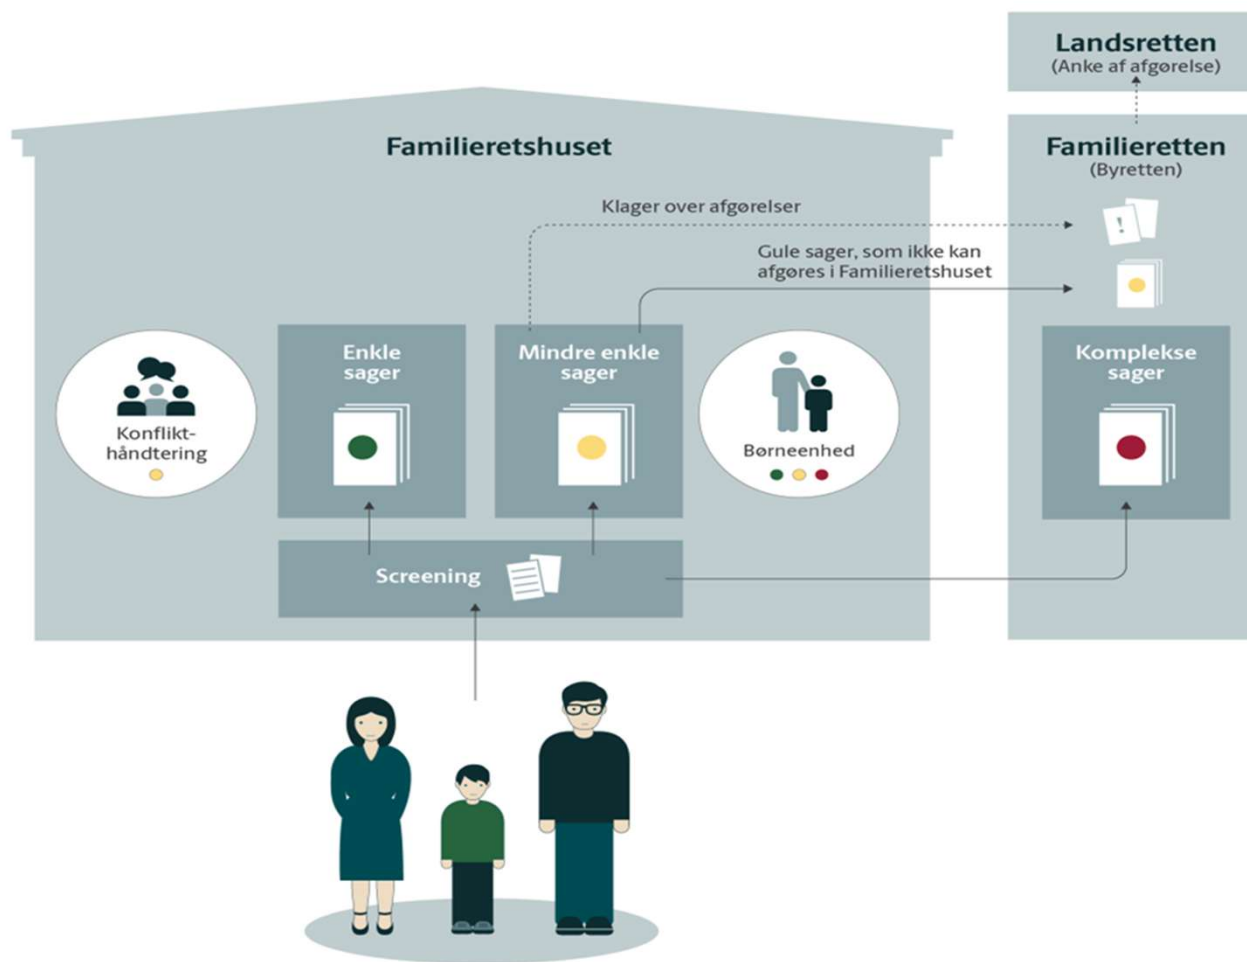 Landsretten
(Anke af afgørelse)
Familieretshuset
Familieretten
(Byretten)
Klager over afgørelser
!
Gule sager, som ikke kan
afgøres i Familieretshuset
Enkle
sager
Mindre enkle
sager
Komplekse
sager
Konflikt-
håndtering
Børneenhed
Screening